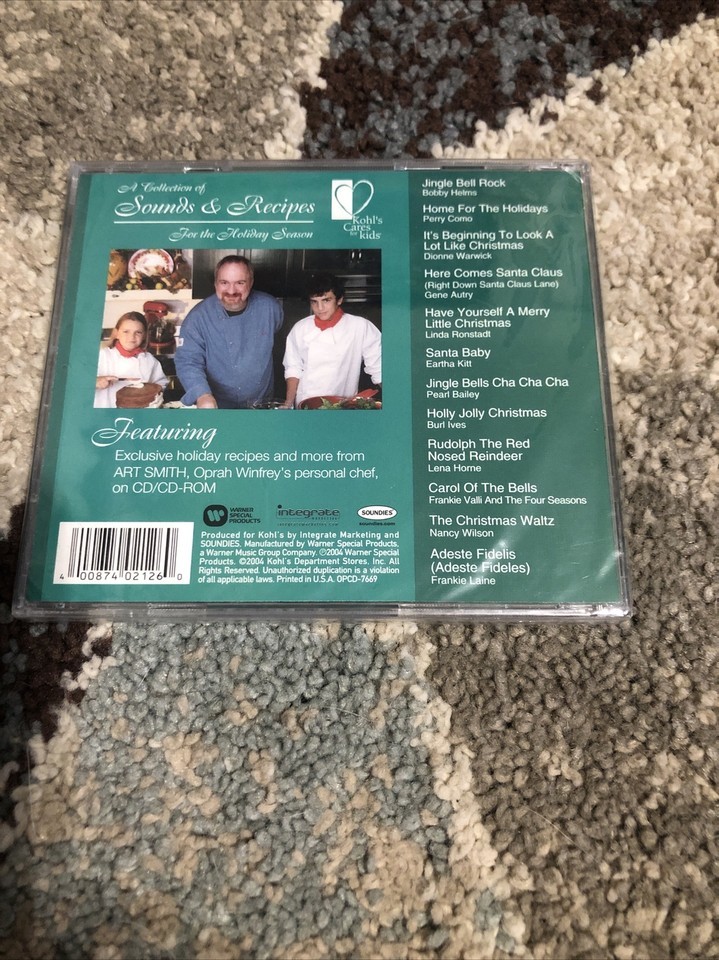 A Collection of
Sounds & Recipes
For the Holiday Season
Kohl's
Cares
for
kids
Featuring
Exclusive holiday recipes and more from
ART SMITH, Oprah Winfrey's personal chef,
on CD/CD-ROM
WARNER
SPECIAL
PRODUCTS
integrate
SOUNDIES
soundies.com
Produced for Kohl's by Integrate Marketing and
SOUNDIES. Manufactured by Warner Special Products,
a Warner Music Group Company. ℗2004 Warner Special
Products. ©2004 Kohl's Department Stores, Inc. All
Rights Reserved. Unauthorized duplication is a violation
of all applicable laws. Printed in U.S.A. OPCD-7669
4 00874 02126 0
Jingle Bell Rock
Bobby Helms
Home For The Holidays
Perry Como
It's Beginning To Look A
Lot Like Christmas
Dionne Warwick
Here Comes Santa Claus
(Right Down Santa Claus Lane)
Gene Autry
Have Yourself A Merry
Little Christmas
Linda Ronstadt
Santa Baby
Eartha Kitt
Jingle Bells Cha Cha Cha
Pearl Bailey
Holly Jolly Christmas
Burl Ives
Rudolph The Red
Nosed Reindeer
Lena Horne
Carol Of The Bells
Frankie Valli And The Four Seasons
The Christmas Waltz
Nancy Wilson
Adeste Fidelis
(Adeste Fideles)
Frankie Laine